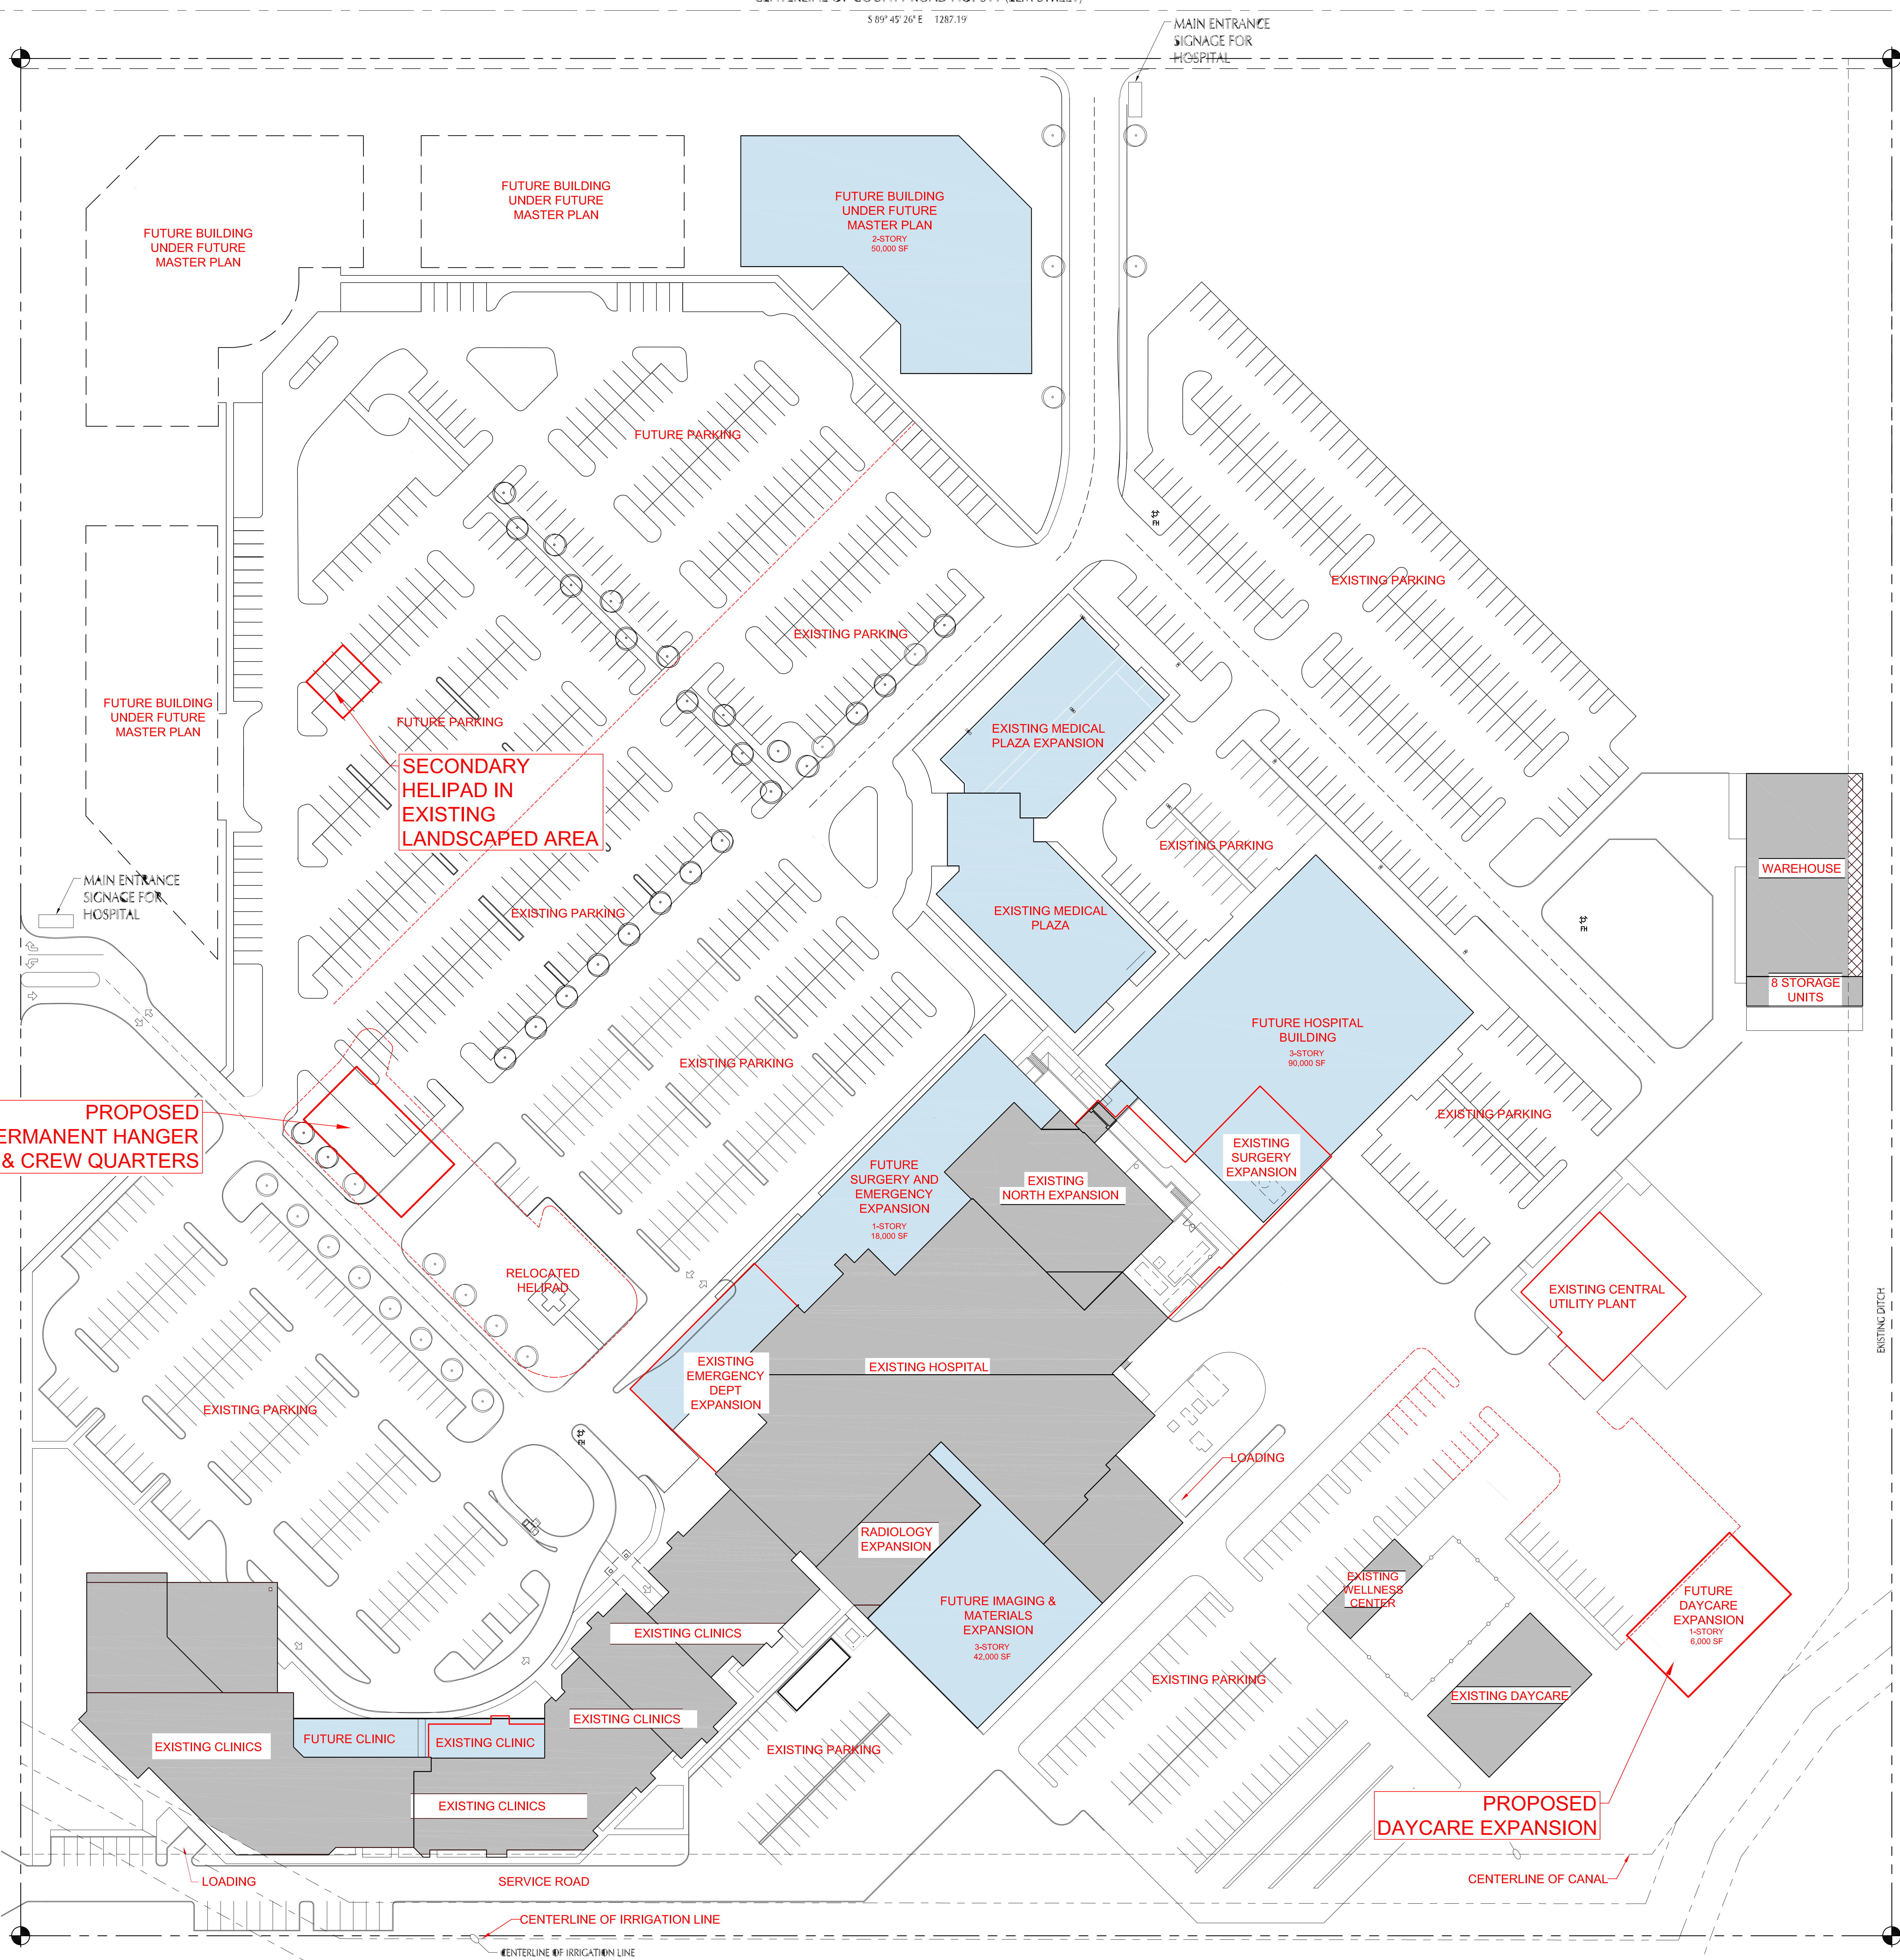 S 89° 45' 26" E 1287.19'
MAIN ENTRANCE
SIGNAGE FOR
HOSPITAL
FUTURE BUILDING
UNDER FUTURE
MASTER PLAN
FUTURE BUILDING
UNDER FUTURE
MASTER PLAN
FUTURE BUILDING
UNDER FUTURE
MASTER PLAN
2-STORY
50,000 SF
FUTURE PARKING
FH
EXISTING PARKING
EXISTING PARKING
FUTURE BUILDING
UNDER FUTURE
MASTER PLAN
FUTURE PARKING
EXISTING MEDICAL
PLAZA EXPANSION
SECONDARY
HELIPAD IN
EXISTING
LANDSCAPED AREA
EXISTING PARKING
WAREHOUSE
MAIN ENTRANCE
SIGNAGE FOR
HOSPITAL
EXISTING PARKING
EXISTING MEDICAL
PLAZA
FH
8 STORAGE
UNITS
FUTURE HOSPITAL
BUILDING
3-STORY
90,000 SF
EXISTING PARKING
PROPOSED
ERMANENT HANGER
& CREW QUARTERS
EXISTING PARKING
EXISTING
SURGERY
EXPANSION
FUTURE
SURGERY AND
EMERGENCY
EXPANSION
1-STORY
18,000 SF
EXISTING
NORTH EXPANSION
RELOCATED
HELIPAD
EXISTING CENTRAL
UTILITY PLANT
EXISTING DITCH
EXISTING
EMERGENCY
DEPT
EXPANSION
EXISTING HOSPITAL
EXISTING PARKING
FH
LOADING
RADIOLOGY
EXPANSION
EXISTING
WELLNESS
CENTER
FUTURE
DAYCARE
EXPANSION
1-STORY
6,000 SF
FUTURE IMAGING &
MATERIALS
EXPANSION
3-STORY
42,000 SF
EXISTING CLINICS
EXISTING PARKING
EXISTING DAYCARE
EXISTING CLINICS
EXISTING CLINICS
FUTURE CLINIC
EXISTING CLINIC
EXISTING PARKING
EXISTING CLINICS
PROPOSED
DAYCARE EXPANSION
LOADING
SERVICE ROAD
CENTERLINE OF CANAL
CENTERLINE OF IRRIGATION LINE
CENTERLINE OF IRRIGATION LINE